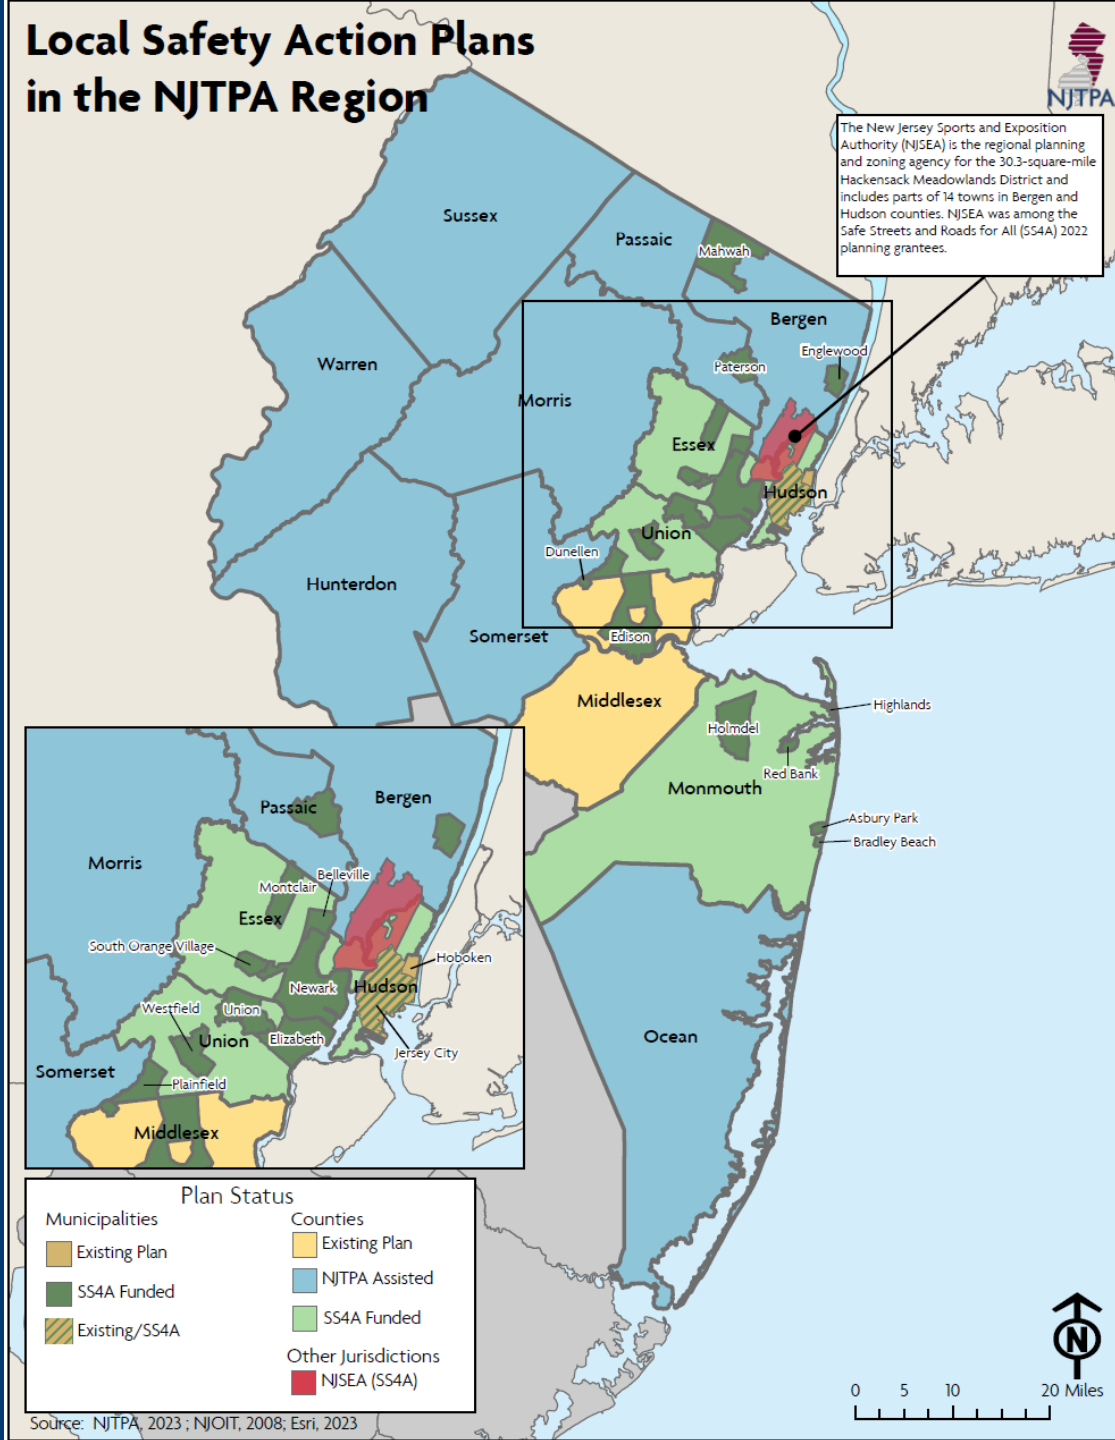 Local Safety Action Plans
in the NJTPA Region
NJTPA
The New Jersey Sports and Exposition
Authority (NJSEA) is the regional planning
and zoning agency for the 30.3-square-mile
Hackensack Meadowlands District and
includes parts of 14 towns in Bergen and
Hudson counties. NJSEA was among the
Safe Streets and Roads for All (SS4A) 2022
planning grantees.
Sussex
Passaic
Mahwah
Bergen
Warren
Englewood
Paterson
Morris
Essex
Hudson
Union
Dunellen
Hunterdon
Somerset
Edison
Middlesex
Highlands
Holmdel
Red Bank
Monmouth
Asbury Park
Bradley Beach
Ocean
Passaic
Bergen
Morris
Belleville
Montclair
Essex
South Orange Village
Hoboken
Newark
Hudson
Westfield
Union
Elizabeth
Union
Jersey City
Somerset
Plainfield
Middlesex
Plan Status
Municipalities
Existing Plan
SS4A Funded
Existing/SS4A
Counties
Existing Plan
NJTPA Assisted
SS4A Funded
Other Jurisdictions
NJSEA (SS4A)
N
0 5 10 20 Miles
Source: NJTPA, 2023 ; NJOIT, 2008; Esri, 2023